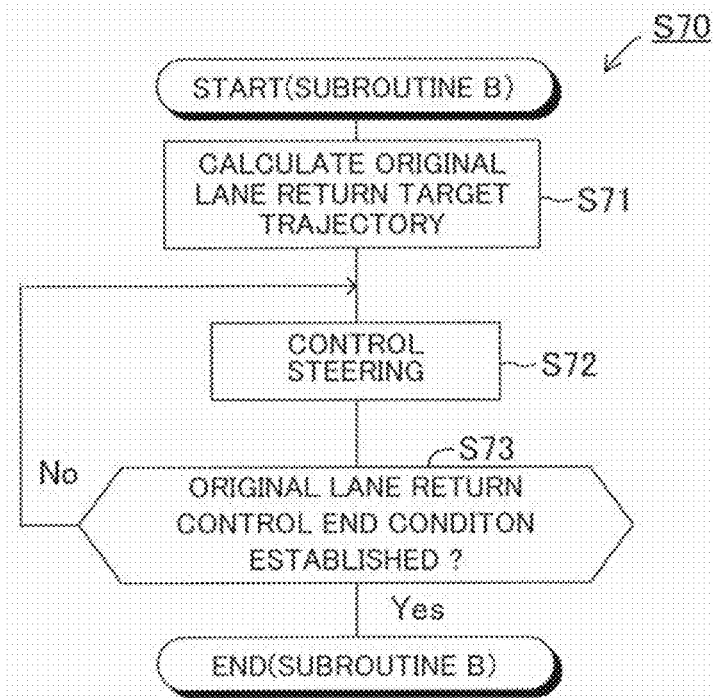 S70
START(SUBROUTINE B)
CALCULATE ORIGINAL
LANE RETURN TARGET
TRAJECTORY
S71
CONTROL
STEERING
S72
S73
No
ORIGINAL LANE RETURN
CONTROL END CONDITON
ESTABLISHED ?
Yes
END(SUBROUTINE B)